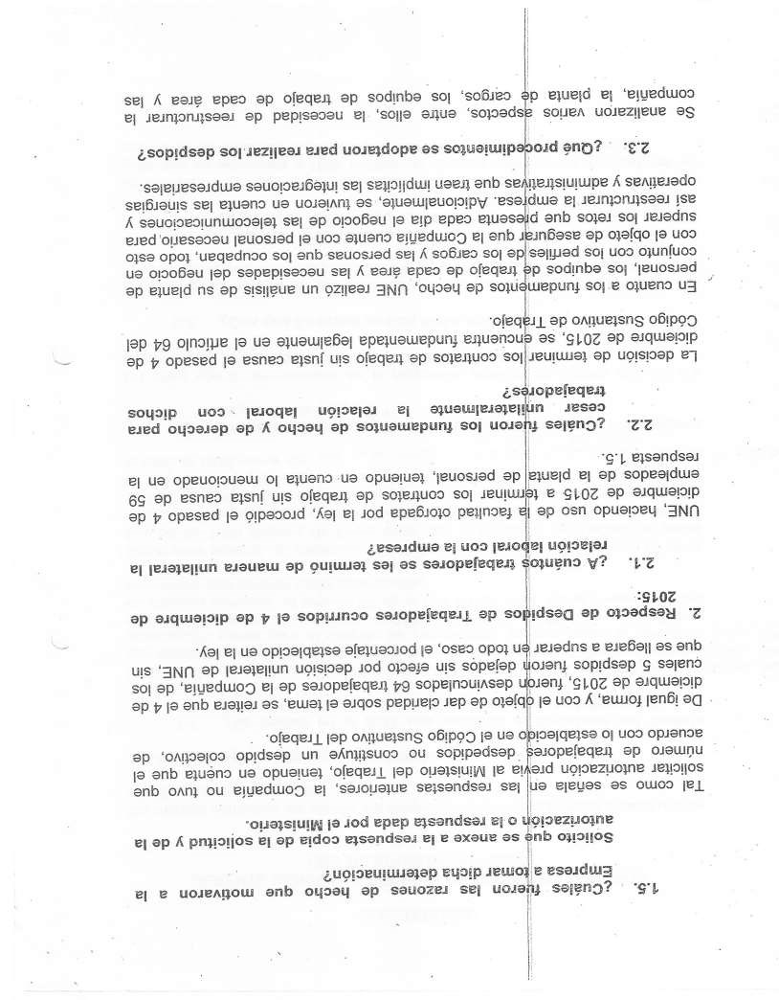 1.5. ¿Cuáles fueron las razones de hecho que motivaron a la
Empresa a tomar dicha determinación?
Solicito que se anexe a la respuesta copia de la solicitud y de la
autorización o la respuesta dada por el Ministerio.
Tal como se señala en las respuestas anteriores, la Compañía no tuvo que
solicitar autorización previa al Ministerio del Trabajo, teniendo en cuenta que el
número de trabajadores despedidos no constituye un despido colectivo, de
acuerdo con lo establecido en el Código Sustantivo del Trabajo.
De igual forma, y con el objeto de dar claridad sobre el tema, se reitera que el 4 de
diciembre de 2015, fueron desvinculados 64 trabajadores de la Compañía, de los
cuales 5 despidos fueron dejados sin efecto por decisión unilateral de UNE, sin
que se llegara a superar en todo caso, el porcentaje establecido en la ley.
2. Respecto de Despidos de Trabajadores ocurridos el 4 de diciembre de
2015:
2.1. ¿A cuántos trabajadores se les terminó de manera unilateral la
relación laboral con la empresa?
UNE, haciendo uso de la facultad otorgada por la ley, procedió el pasado 4 de
diciembre de 2015 a terminar los contratos de trabajo sin justa causa de 59
empleados de la planta de personal, teniendo en cuenta lo mencionado en la
respuesta 1.5.
2.2. ¿Cuáles fueron los fundamentos de hecho y de derecho para
cesar unilateralmente la relación laboral con dichos
trabajadores?
La decisión de terminar los contratos de trabajo sin justa causa el pasado 4 de
diciembre de 2015, se encuentra fundamentada legalmente en el artículo 64 del
Código Sustantivo de Trabajo.
En cuanto a los fundamentos de hecho, UNE realizó un análisis de su planta de
personal, los equipos de trabajo de cada área y las necesidades del negocio en
conjunto con los perfiles de los cargos y las personas que los ocupaban, todo esto
con el objeto de asegurar que la Compañía cuente con el personal necesario para
superar los retos que presenta cada día el negocio de las telecomunicaciones y
así reestructurar la empresa. Adicionalmente, se tuvieron en cuenta las sinergias
operativas y administrativas que traen implícitas las integraciones empresariales.
2.3. ¿Qué procedimientos se adoptaron para realizar los despidos?
Se analizaron varios aspectos, entre ellos, la necesidad de reestructurar la
compañía, la planta de cargos, los equipos de trabajo de cada área y las